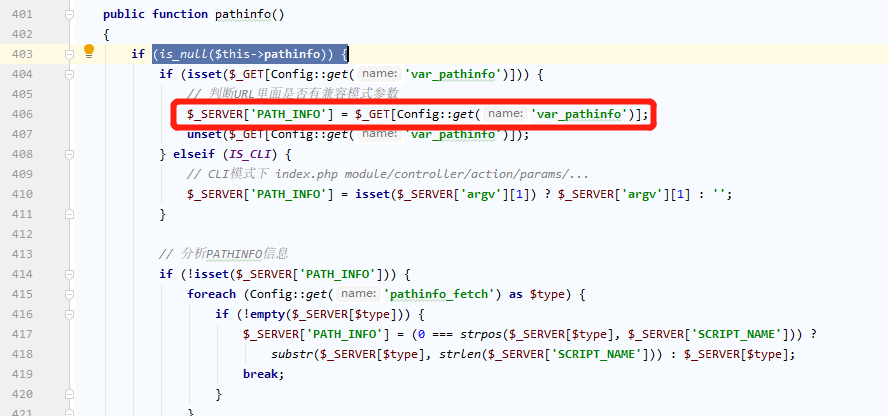 401 public function pathinfo()
402 {
403 if (is_null($this->pathinfo)) {
404 if (isset($_GET[Config::get( name: 'var_pathinfo')])) {
405 // 判断URL里面是否有兼容模式参数
406 $_SERVER['PATH_INFO'] = $_GET[Config::get( name: 'var_pathinfo')];
407 unset($_GET[Config::get( name: 'var_pathinfo')]);
408 } elseif (IS_CLI) {
409 // CLI模式下 index.php module/controller/action/params/...
410 $_SERVER['PATH_INFO'] = isset($_SERVER['argv'][1]) ? $_SERVER['argv'][1] : '';
411 }
412
413 // 分析PATHINFO信息
414 if (!isset($_SERVER['PATH_INFO'])) {
415 foreach (Config::get( name: 'pathinfo_fetch') as $type) {
416 if (!empty($_SERVER[$type])) {
417 $_SERVER['PATH_INFO'] = (0 === strpos($_SERVER[$type], $_SERVER['SCRIPT_NAME'])) ?
418 substr($_SERVER[$type], strlen($_SERVER['SCRIPT_NAME'])) : $_SERVER[$type];
419 break;
420 }
421 }